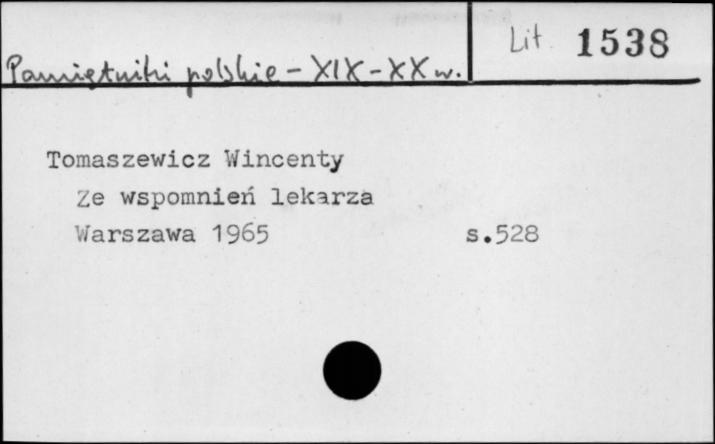 Pamiętniki polskie - XIX - XX w.
Lit 1538
Tomaszewicz Wincenty
Ze wspomnień lekarza
Warszawa 1965 s.528